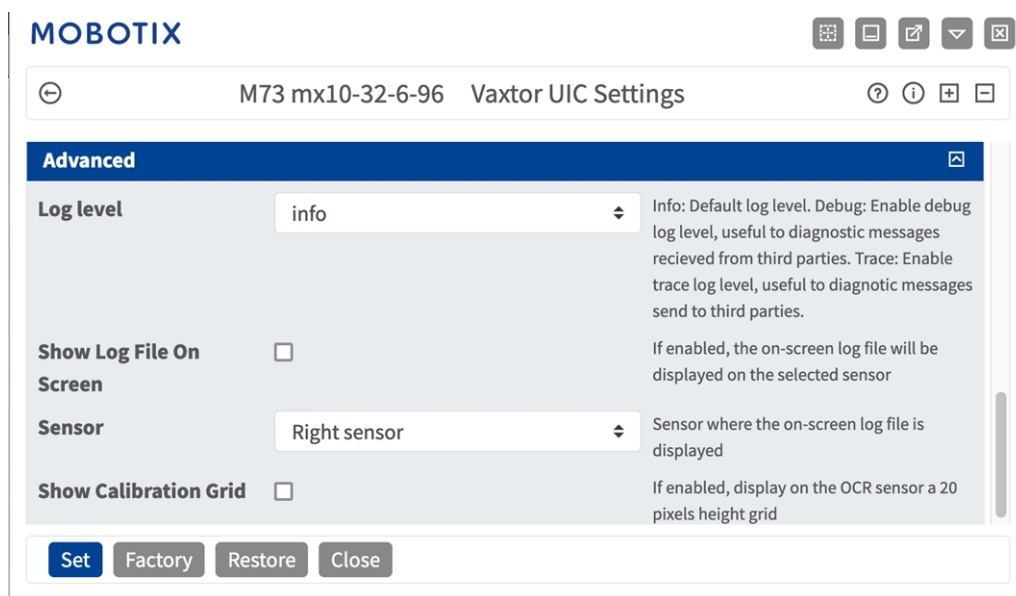 MOBOTIX
M73 mx10-32-6-96 Vaxtor UIC Settings
Advanced
Log level
info
Info: Default log level. Debug: Enable debug
log level, useful to diagnostic messages
recieved from third parties. Trace: Enable
trace log level, useful to diagnotic messages
send to third parties.
Show Log File On
Screen
If enabled, the on-screen log file will be
displayed on the selected sensor
Sensor
Right sensor
Sensor where the on-screen log file is
displayed
Show Calibration Grid
If enabled, display on the OCR sensor a 20
pixels height grid
Set Factory Restore Close